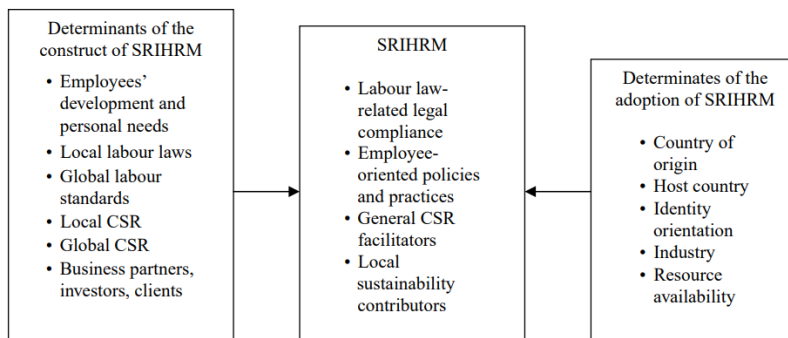 Determinants of the
construct of SRIHRM
• Employees'
development and
personal needs
• Local labour laws
• Global labour
standards
• Local CSR
• Global CSR
• Business partners,
investors, clients
SRIHRM
• Labour law-
related legal
compliance
• Employee-
oriented policies
and practices
• General CSR
facilitators
• Local
sustainability
contributors
Determinates of the
adoption of SRIHRM
• Country of
origin
• Host country
• Identity
orientation
• Industry
• Resource
availability